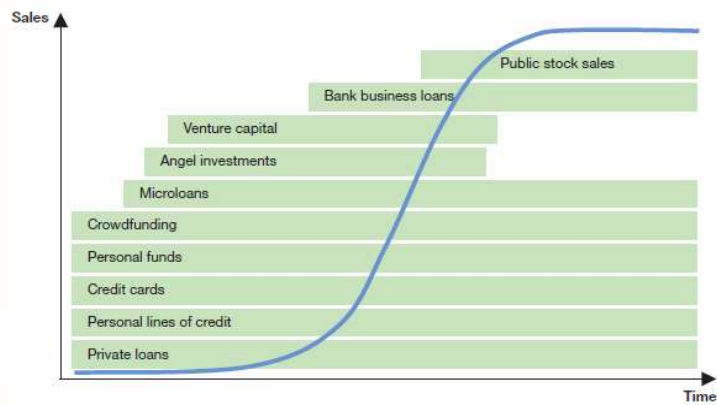 Sales
Public stock sales
Bank business loans
Venture capital
Angel investments
Microloans
Crowdfunding
Personal funds
Credit cards
Personal lines of credit
Private loans
Time